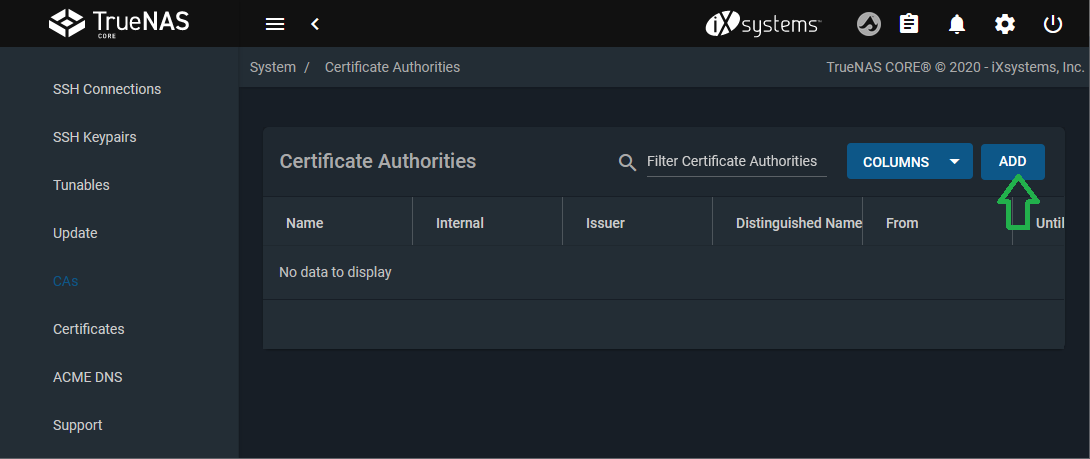 TrueNAS
CORE
iXsystems™
System / Certificate Authorities
TrueNAS CORE® © 2020 - iXsystems, Inc.
SSH Connections
SSH Keypairs
Tunables
Update
CAs
Certificates
ACME DNS
Support
Certificate Authorities
Filter Certificate Authorities
COLUMNS
ADD
Name Internal Issuer Distinguished Name From Until
No data to display